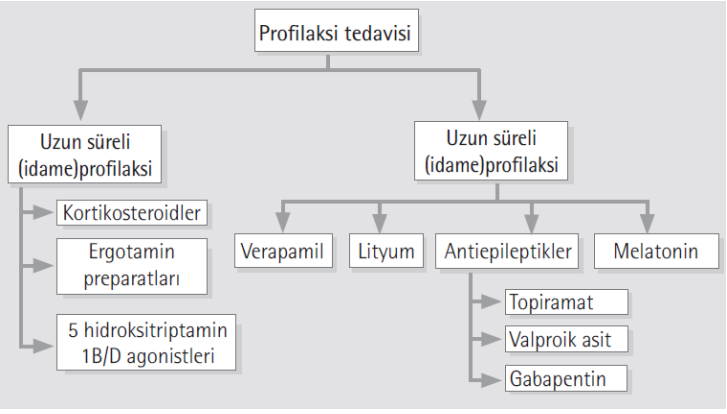 Profilaksi tedavisi
Uzun süreli
(idame)profilaksi
Kortikosteroidler
Ergotamin
preparatları
5 hidroksitriptamin
1B/D agonistleri
Uzun süreli
(idame)profilaksi
Verapamil
Lityum
Antiepileptikler
Melatonin
Topiramat
Valproik asit
Gabapentin